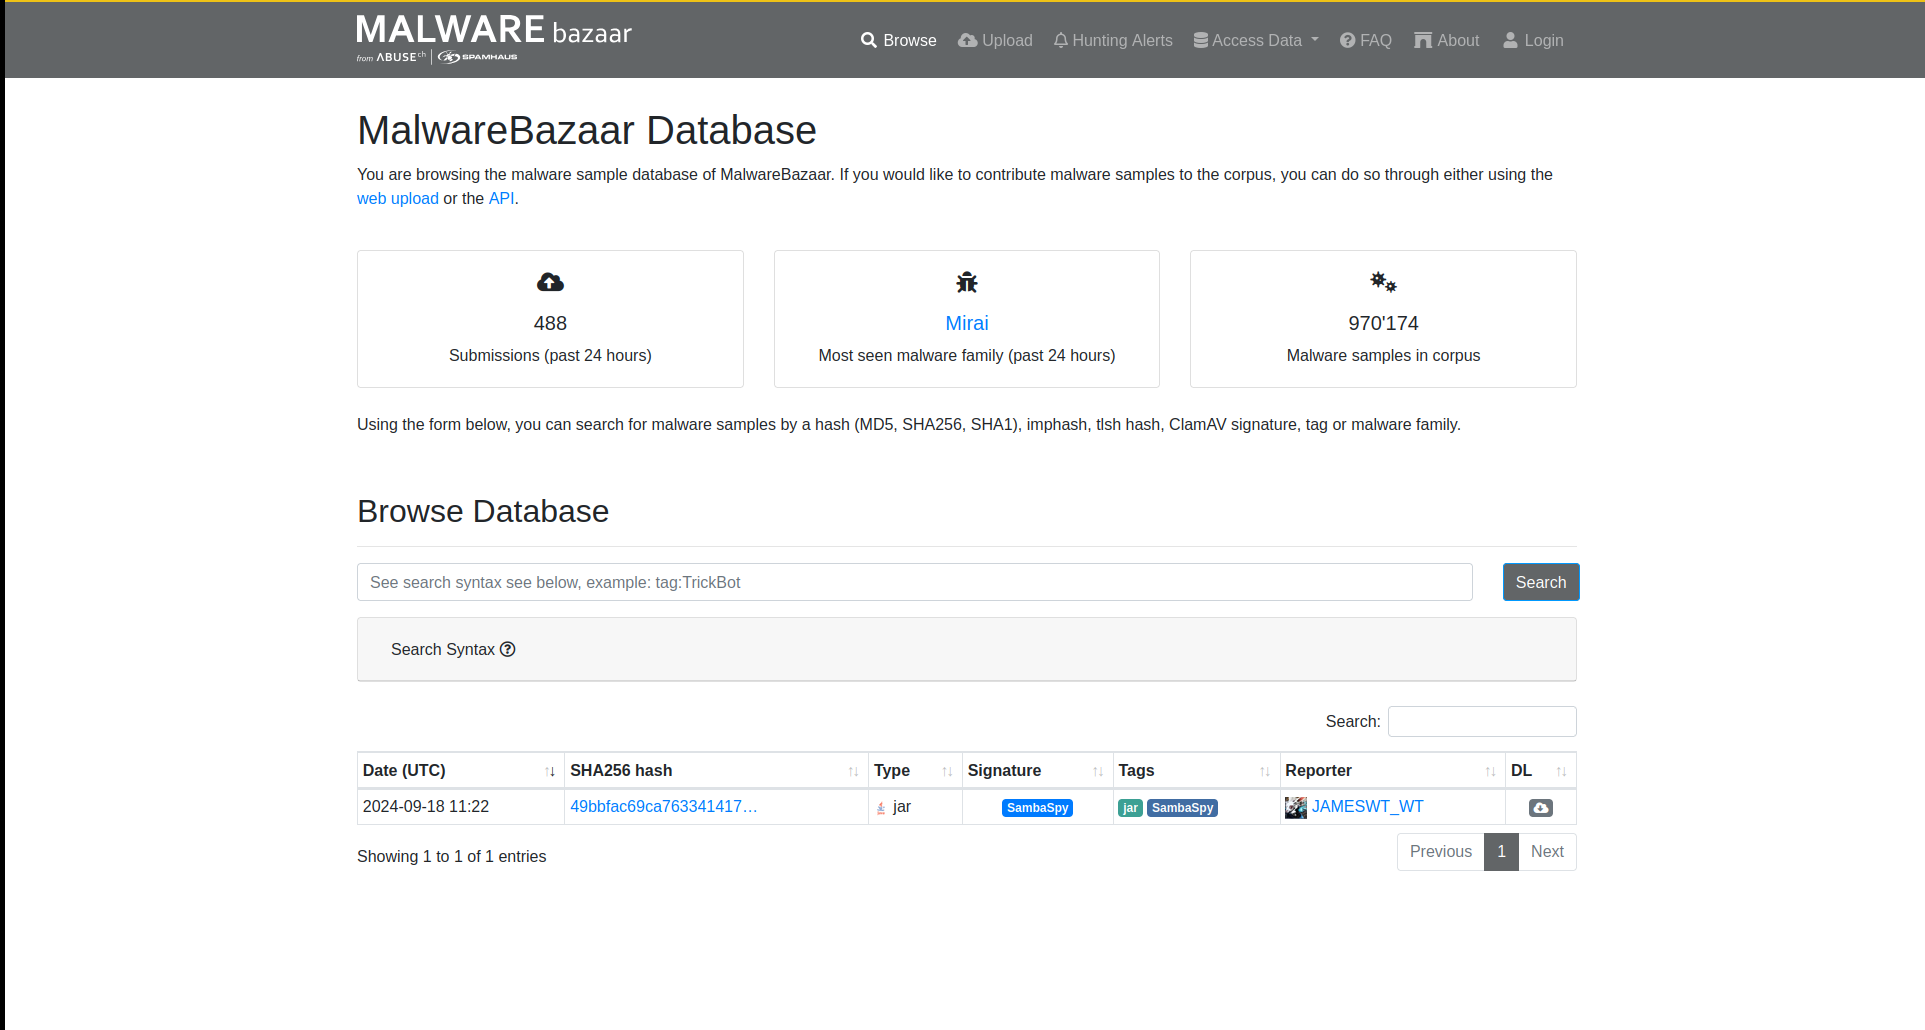 MALWARE bazaar
from ABUSE ch | SPAMHAUS
Browse Upload Hunting Alerts Access Data FAQ About Login
MalwareBazaar Database
You are browsing the malware sample database of MalwareBazaar. If you would like to contribute malware samples to the corpus, you can do so through either using the
web upload or the API.
488
Submissions (past 24 hours)
Mirai
Most seen malware family (past 24 hours)
970'174
Malware samples in corpus
Using the form below, you can search for malware samples by a hash (MD5, SHA256, SHA1), imphash, tlsh hash, ClamAV signature, tag or malware family.
Browse Database
See search syntax see below, example: tag:TrickBot
Search
Search Syntax
Search:
Date (UTC) SHA256 hash Type Signature Tags Reporter DL
2024-09-18 11:22 49bbfac69ca763341417… jar SambaSpy jar SambaSpy JAMESWT_WT
Showing 1 to 1 of 1 entries
Previous 1 Next